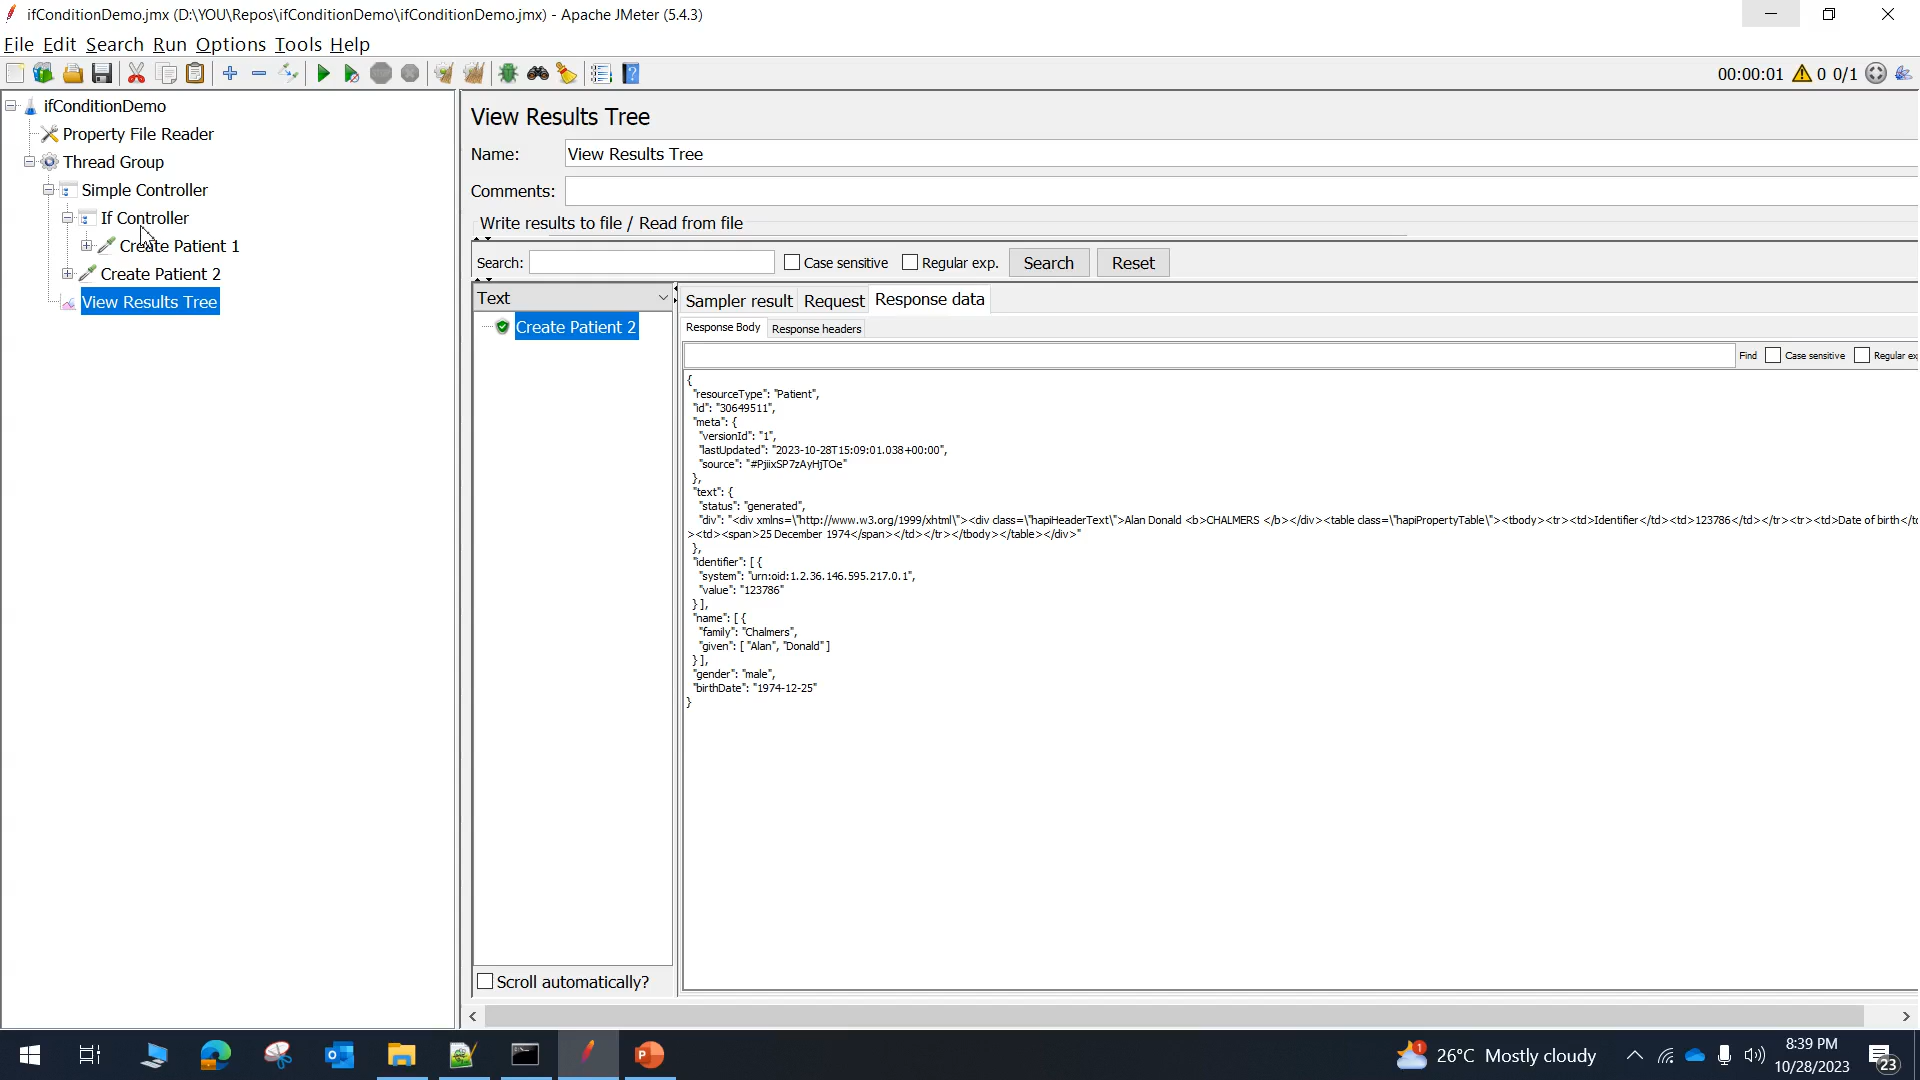 ifConditionDemo.jmx (D:\YOU\Repos\ifConditionDemo\ifConditionDemo.jmx) - Apache JMeter (5.4.3)
File Edit Search Run Options Tools Help
00:00:01 0 0/1
ifConditionDemo
Property File Reader
Thread Group
Simple Controller
If Controller
Create Patient 1
Create Patient 2
View Results Tree
View Results Tree
Name: View Results Tree
Comments:
Write results to file / Read from file
Search: Case sensitive Regular exp. Search Reset
Text
Create Patient 2
Scroll automatically?
Sampler result Request Response data
Response Body Response headers
Find Case sensitive Regular ex
{
"resourceType": "Patient",
"id": "30649511",
"meta": {
"versionId": "1",
"lastUpdated": "2023-10-28T15:09:01.038+00:00",
"source": "#PjiixSP7zAyHjTOe"
},
"text": {
"status": "generated",
"div": "<div xmlns=\"http://www.w3.org/1999/xhtml\"><div class=\"hapiHeaderText\">Alan Donald <b>CHALMERS </b></div><table class=\"hapiPropertyTable\"><tbody><tr><td>Identifier</td><td>123786</td></tr><tr><td>Date of birth</td
><td><span>25 December 1974</span></td></tr></tbody></table></div>"
},
"identifier": [ {
"system": "urn:oid:1.2.36.146.595.217.0.1",
"value": "123786"
} ],
"name": [ {
"family": "Chalmers",
"given": [ "Alan", "Donald" ]
} ],
"gender": "male",
"birthDate": "1974-12-25"
}
1 26°C Mostly cloudy
8:39 PM
10/28/2023
23